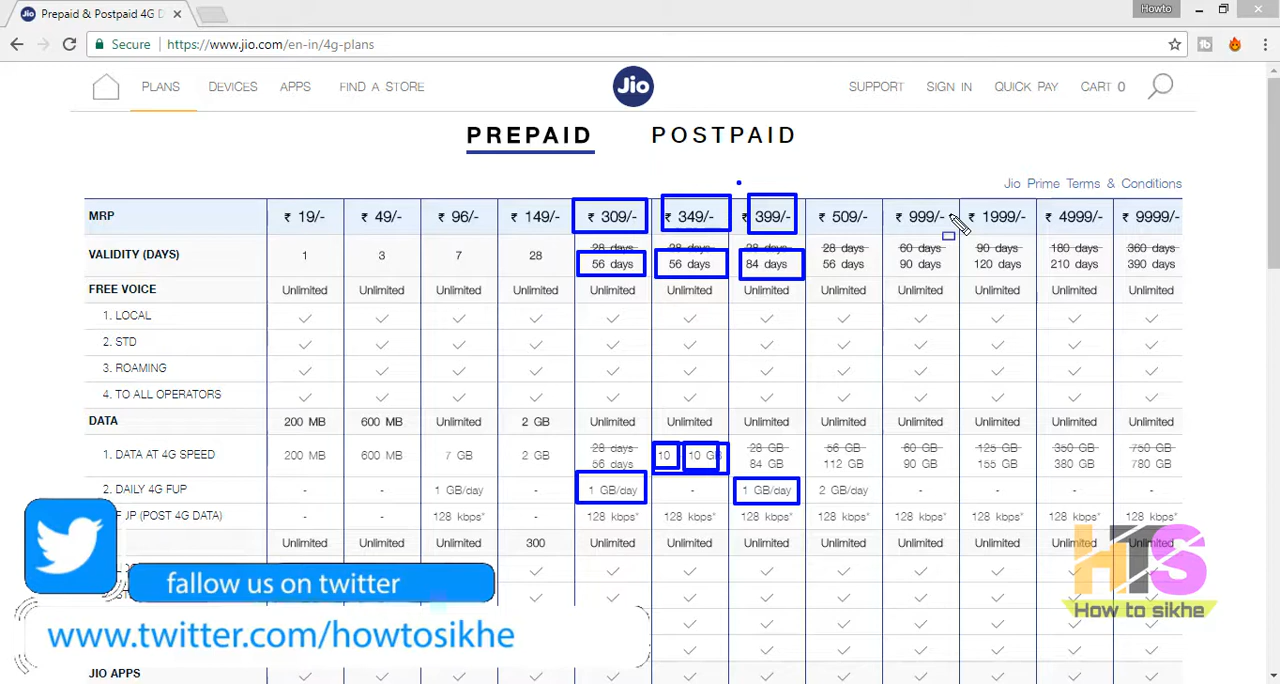 Prepaid & Postpaid 4G
Howto
Secure https://www.jio.com/en-in/4g-plans
PLANS DEVICES APPS FIND A STORE Jio SUPPORT SIGN IN QUICK PAY CART 0
PREPAID POSTPAID
Jio Prime Terms & Conditions
MRP ₹ 19/- ₹ 49/- ₹ 96/- ₹ 149/- ₹ 309/- ₹ 349/- ₹ 399/- ₹ 509/- ₹ 999/- ₹ 1999/- ₹ 4999/- ₹ 9999/-
28 days 28 days 28 days 28 days 60 days 90 days 180 days 360 days
VALIDITY (DAYS) 1 3 7 28 56 days 56 days 84 days 56 days 90 days 120 days 210 days 390 days
FREE VOICE Unlimited Unlimited Unlimited Unlimited Unlimited Unlimited Unlimited Unlimited Unlimited Unlimited Unlimited Unlimited
1. LOCAL
2. STD
3. ROAMING
4. TO ALL OPERATORS
DATA 200 MB 600 MB Unlimited 2 GB Unlimited Unlimited Unlimited Unlimited Unlimited Unlimited Unlimited Unlimited
28 days 28 GB 56 GB 60 GB 125 GB 350 GB 750 GB
1. DATA AT 4G SPEED 200 MB 600 MB 7 GB 2 GB 56 days 10 10 GB 84 GB 112 GB 90 GB 155 GB 380 GB 780 GB
2. DAILY 4G FUP - - 1 GB/day - 1 GB/day - 1 GB/day 2 GB/day - - - -
JP (POST 4G DATA) - - 128 kbps* - 128 kbps* 128 kbps* 128 kbps* 128 kbps* 128 kbps* 128 kbps* 128 kbps* 128 kbps*
Unlimited Unlimited Unlimited 300 Unlimited Unlimited Unlimited Unlimited Unlimited Unlimited Unlimited Unlimited
fallow us on twitter
www.twitter.com/howtosikhe
HTS
How to sikhe
JIO APPS